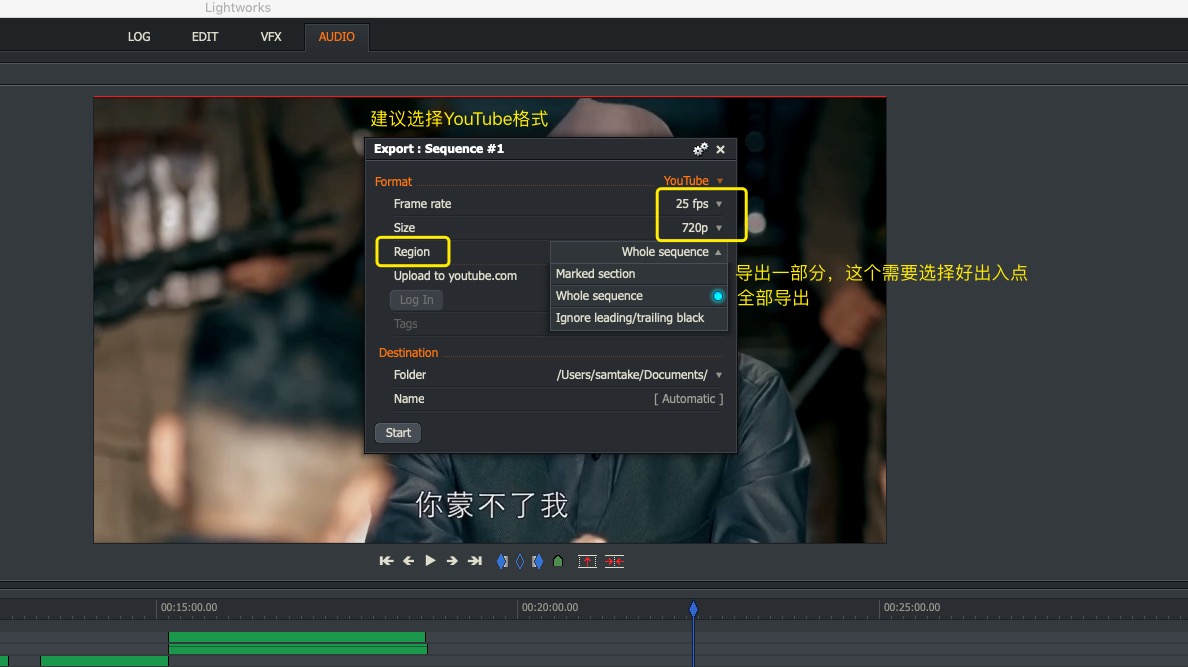 Lightworks
LOG EDIT VFX AUDIO
建议选择YouTube格式
Export : Sequence #1
Format YouTube
Frame rate 25 fps
Size 720p
Region Whole sequence
Upload to youtube.com
Marked section
导出一部分，这个需要选择好出入点
Log In
Whole sequence
全部导出
Tags
Ignore leading/trailing black
Destination
Folder /Users/samtake/Documents/
Name [ Automatic ]
Start
你蒙不了我
00:15:00.00 00:20:00.00 00:25:00.00